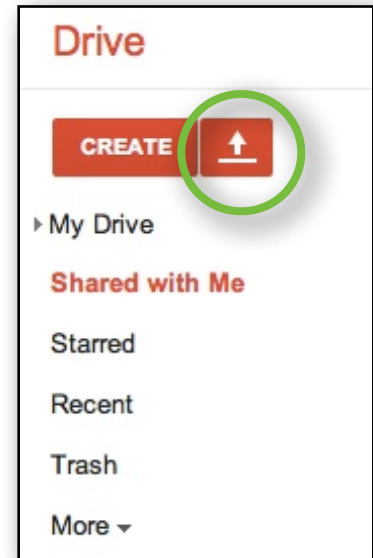 Drive
CREATE
My Drive
Shared with Me
Starred
Recent
Trash
More